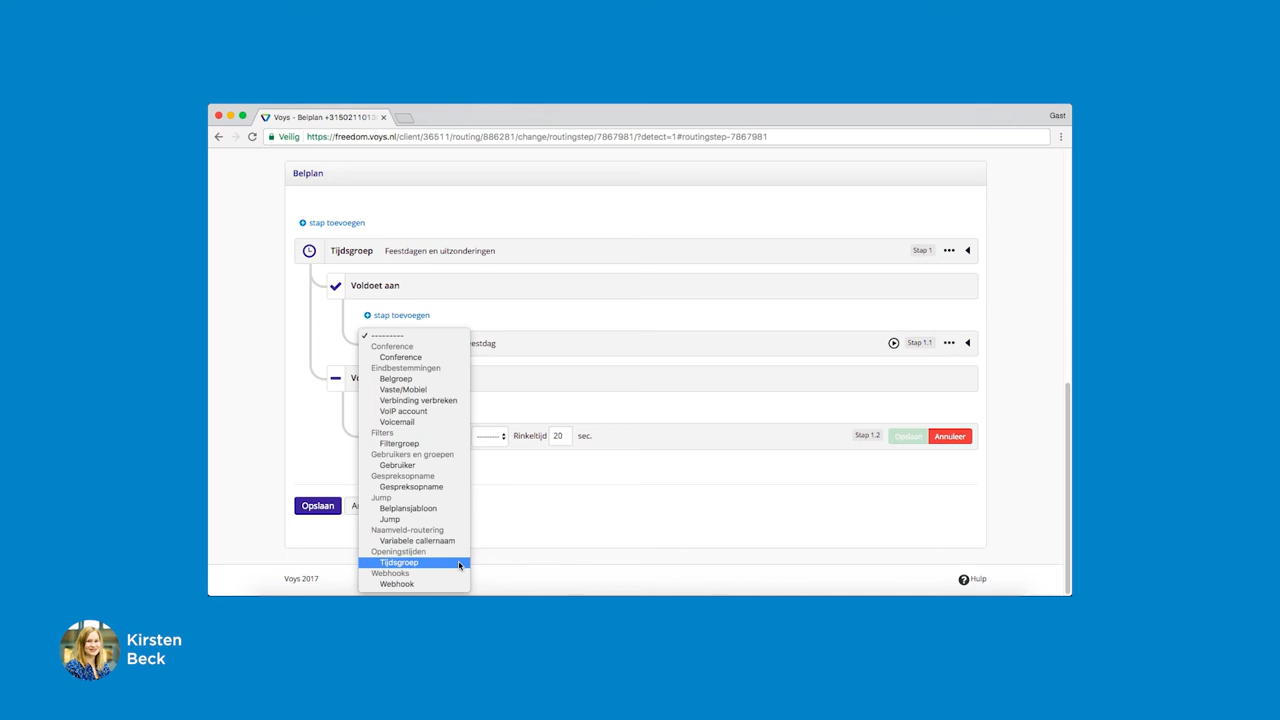 Voys - Belplan +3150211013
Gast
Veilig https://freedom.voys.nl/client/36511/routing/886281/change/routingstep/7867981/?detect=1#routingstep-7867981
Belplan
stap toevoegen
Tijdsgroep Feestdagen en uitzonderingen Stap 1
Voldoet aan
stap toevoegen
---------
estdag Stap 1.1
Conference
Conference
Eindbestemmingen
Vo
Belgroep
Vaste/Mobiel
Verbinding verbreken
VoIP account
Voicemail
Filters
-------- Rinkeltijd 20 sec. Stap 1.2 Opslaan Annuleer
Filtergroep
Gebruikers en groepen
Gebruiker
Gespreksopname
Gespreksopname
Jump
Opslaan An
Belplansjabloon
Jump
Naamveld-routering
Variabele callernaam
Openingstijden
Tijdsgroep
Webhooks
Webhook
Voys 2017 Hulp
Kirsten
Beck